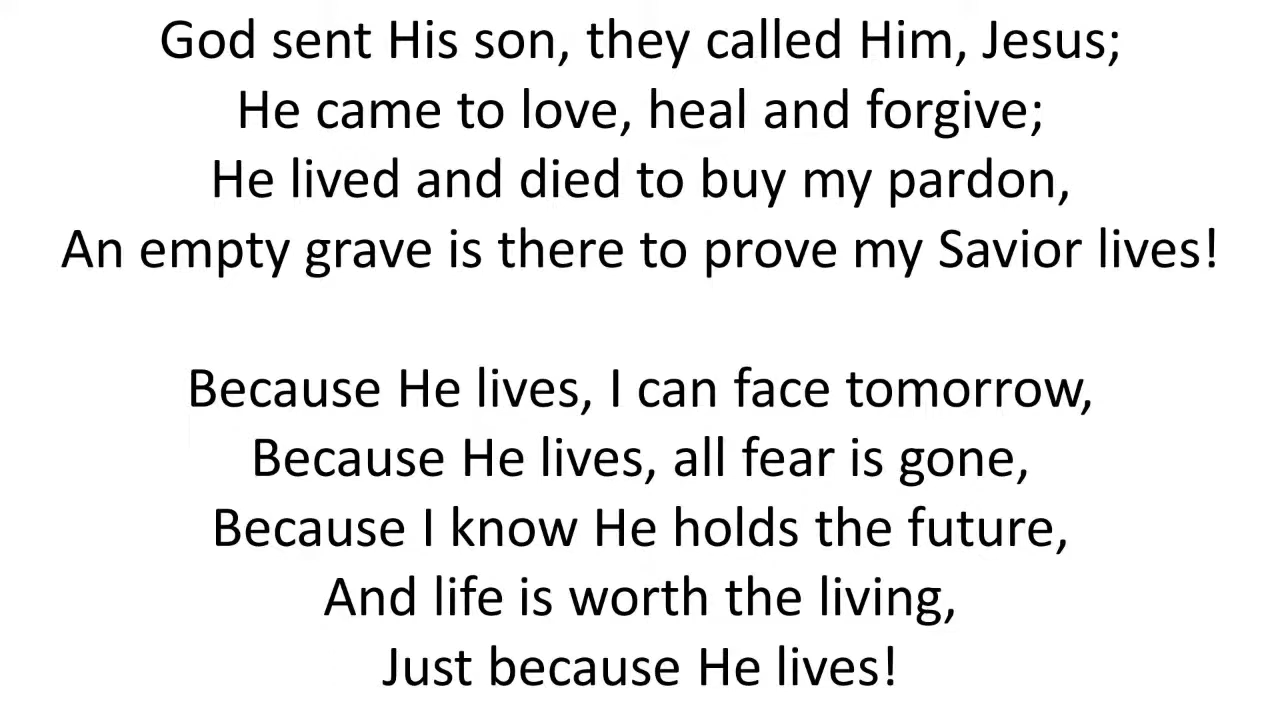 God sent His son, they called Him, Jesus;
He came to love, heal and forgive;
He lived and died to buy my pardon,
An empty grave is there to prove my Savior lives!
Because He lives, I can face tomorrow,
Because He lives, all fear is gone,
Because I know He holds the future,
And life is worth the living,
Just because He lives!